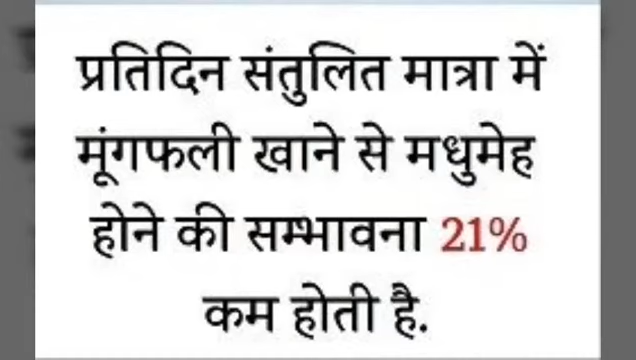 प्रतिदिन संतुलित मात्रा में
मूंगफली खाने से मधुमेह
होने की सम्भावना 21%
कम होती है.